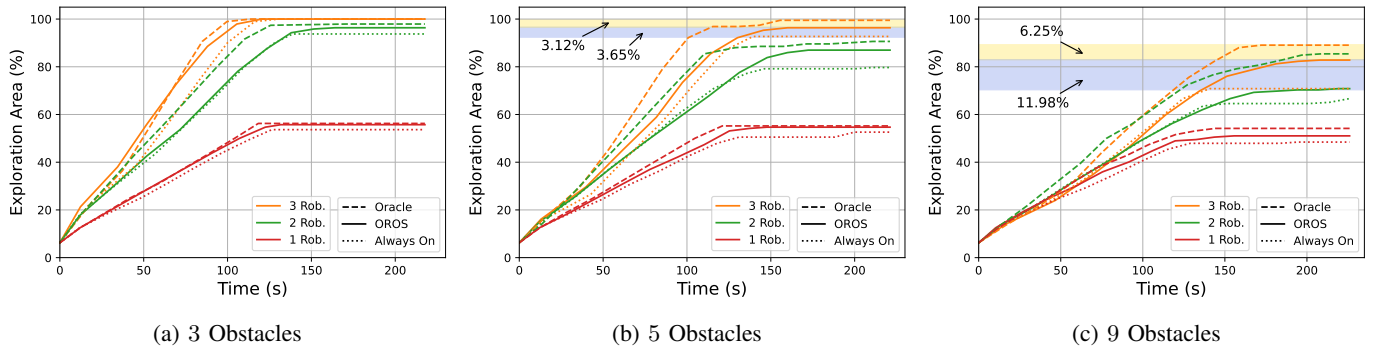 Exploration Area (%)
100
80
60
40
20
0
3 Rob.
2 Rob.
1 Rob.
Oracle
OROS
Always On
0
50
100
150
200
Time (s)
(a) 3 Obstacles
Exploration Area (%)
100
80
60
40
20
0
3.12%
3.65%
3 Rob.
2 Rob.
1 Rob.
Oracle
OROS
Always On
0
50
100
150
200
Time (s)
(b) 5 Obstacles
Exploration Area (%)
100
80
60
40
20
0
6.25%
11.98%
3 Rob.
2 Rob.
1 Rob.
Oracle
OROS
Always On
0
50
100
150
200
Time (s)
(c) 9 Obstacles